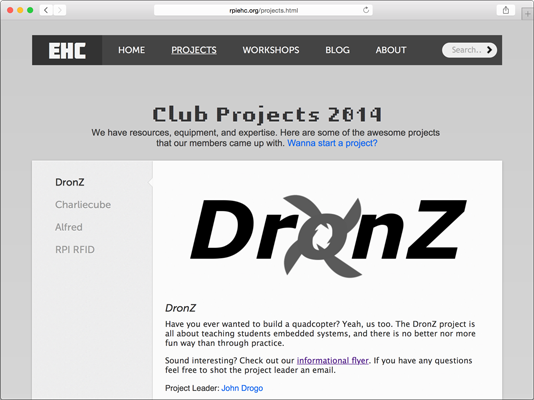 rpiehc.org/projects.html
EHC HOME PROJECTS WORKSHOPS BLOG ABOUT Search..
Club Projects 2014
We have resources, equipment, and expertise. Here are some of the awesome projects
that our members came up with. Wanna start a project?
DronZ
Charliecube
Alfred
RPI RFID
DronZ
DronZ
Have you ever wanted to build a quadcopter? Yeah, us too. The DronZ project is
all about teaching students embedded systems, and there is no better nor more
fun way than through practice.
Sound interesting? Check out our informational flyer. If you have any questions
feel free to shot the project leader an email.
Project Leader: John Drogo